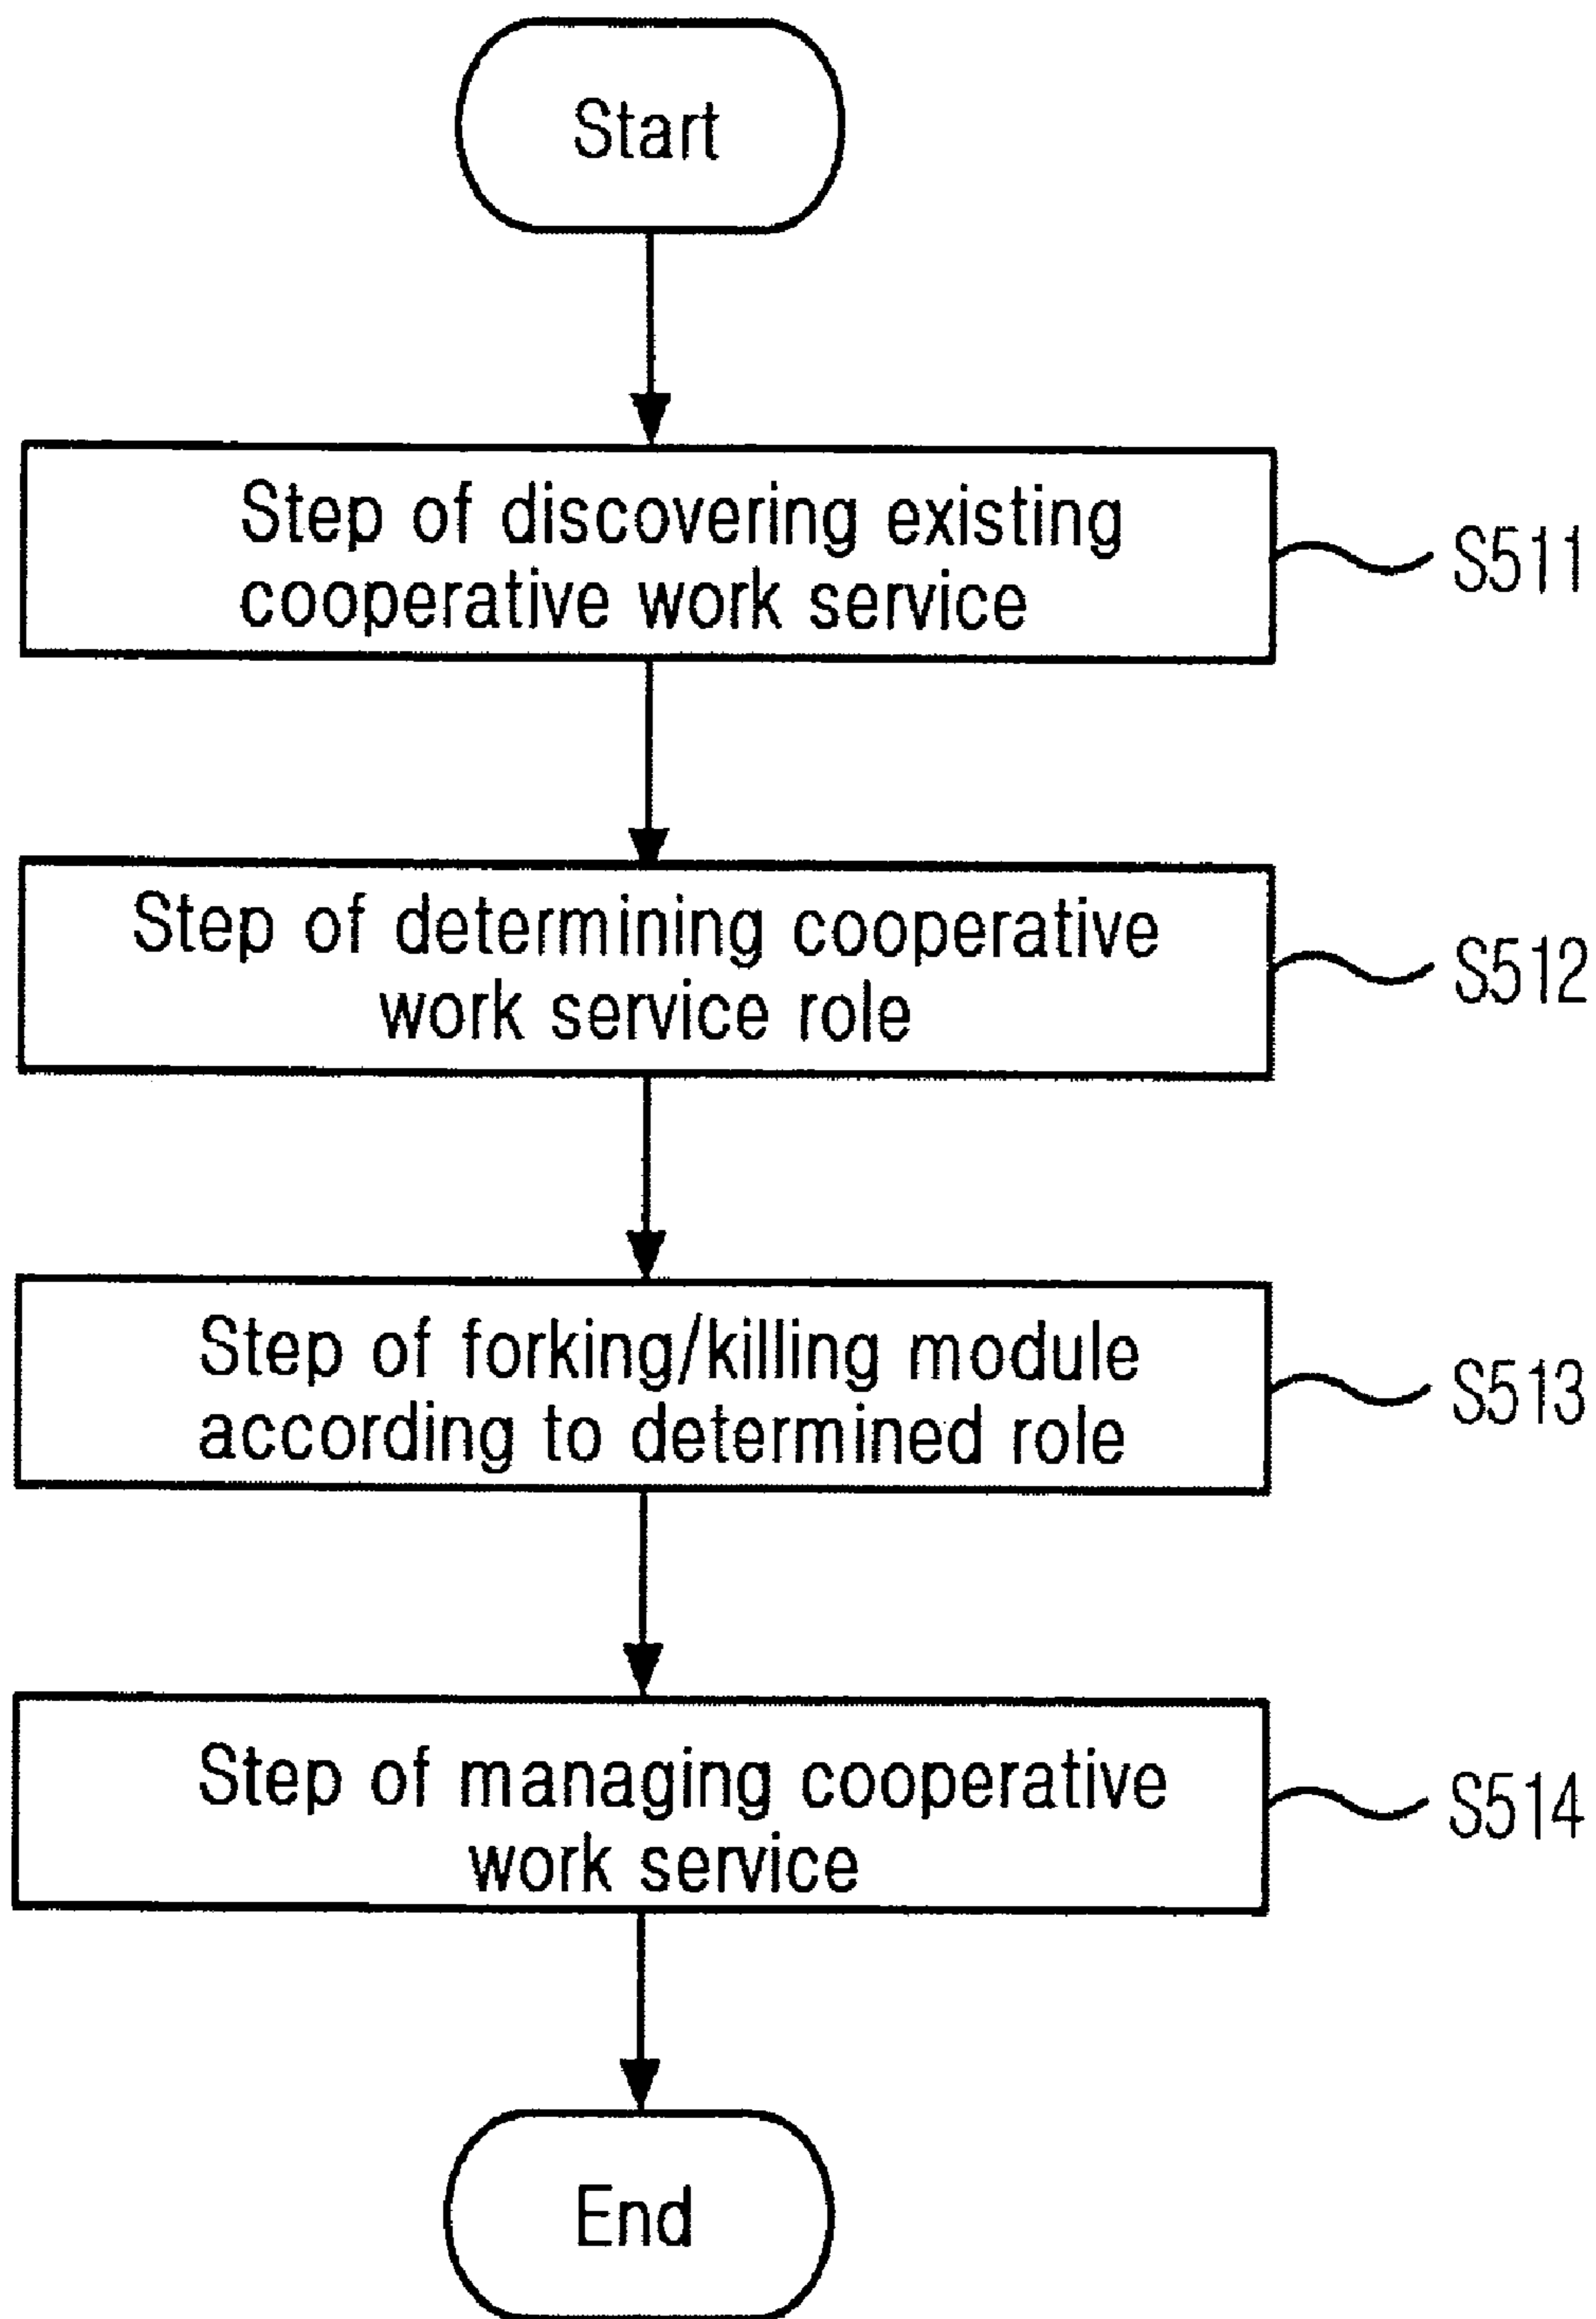 Start
Step of discovering existing
cooperative work service
S511
Step of determining cooperative
work service role
S512
Step of forking/killing module
according to determined role
S513
Step of managing cooperative
work service
S514
End